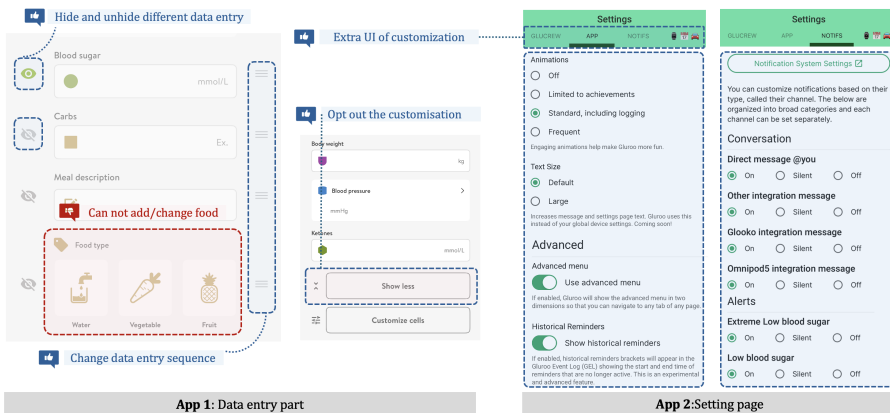 Hide and unhide different data entry
Blood sugar
mmol/L
Carbs
Ex.
Meal description
Can not add/change food
Food type
Water
Vegetable
Fruit
Change data entry sequence
Extra UI of customization
Opt out the customisation
Body weight
kg
Blood pressure
mmHg
Ketones
mmol/L
Show less
Customize cells
App 1: Data entry part
Settings
GLUCREW APP NOTIFS
Animations
Off
Limited to achievements
Standard, including logging
Frequent
Engaging animations help make Gluroo more fun.
Text Size
Default
Large
Increases message and settings page text. Gluroo uses this
instead of your global device settings. Coming soon!
Advanced
Advanced menu
Use advanced menu
If enabled, Gluroo will show the advanced menu in two
dimensions so that you can navigate to any tab of any page.
Historical Reminders
Show historical reminders
If enabled, historical reminders brackets will appear in the
Gluroo Event Log (GEL) showing the start and end time of
reminders that are no longer active. This is an experimental
and advanced feature.
Settings
GLUCREW APP NOTIFS
Notification System Settings
You can customize notifications based on their
type, called their channel. The below are
organized into broad categories and each
channel can be set separately.
Conversation
Direct message @you
On Silent Off
Other integration message
On Silent Off
Glooko integration message
On Silent Off
Omnipod5 integration message
On Silent Off
Alerts
Extreme Low blood sugar
On Silent Off
Low blood sugar
On Silent Off
App 2:Setting page